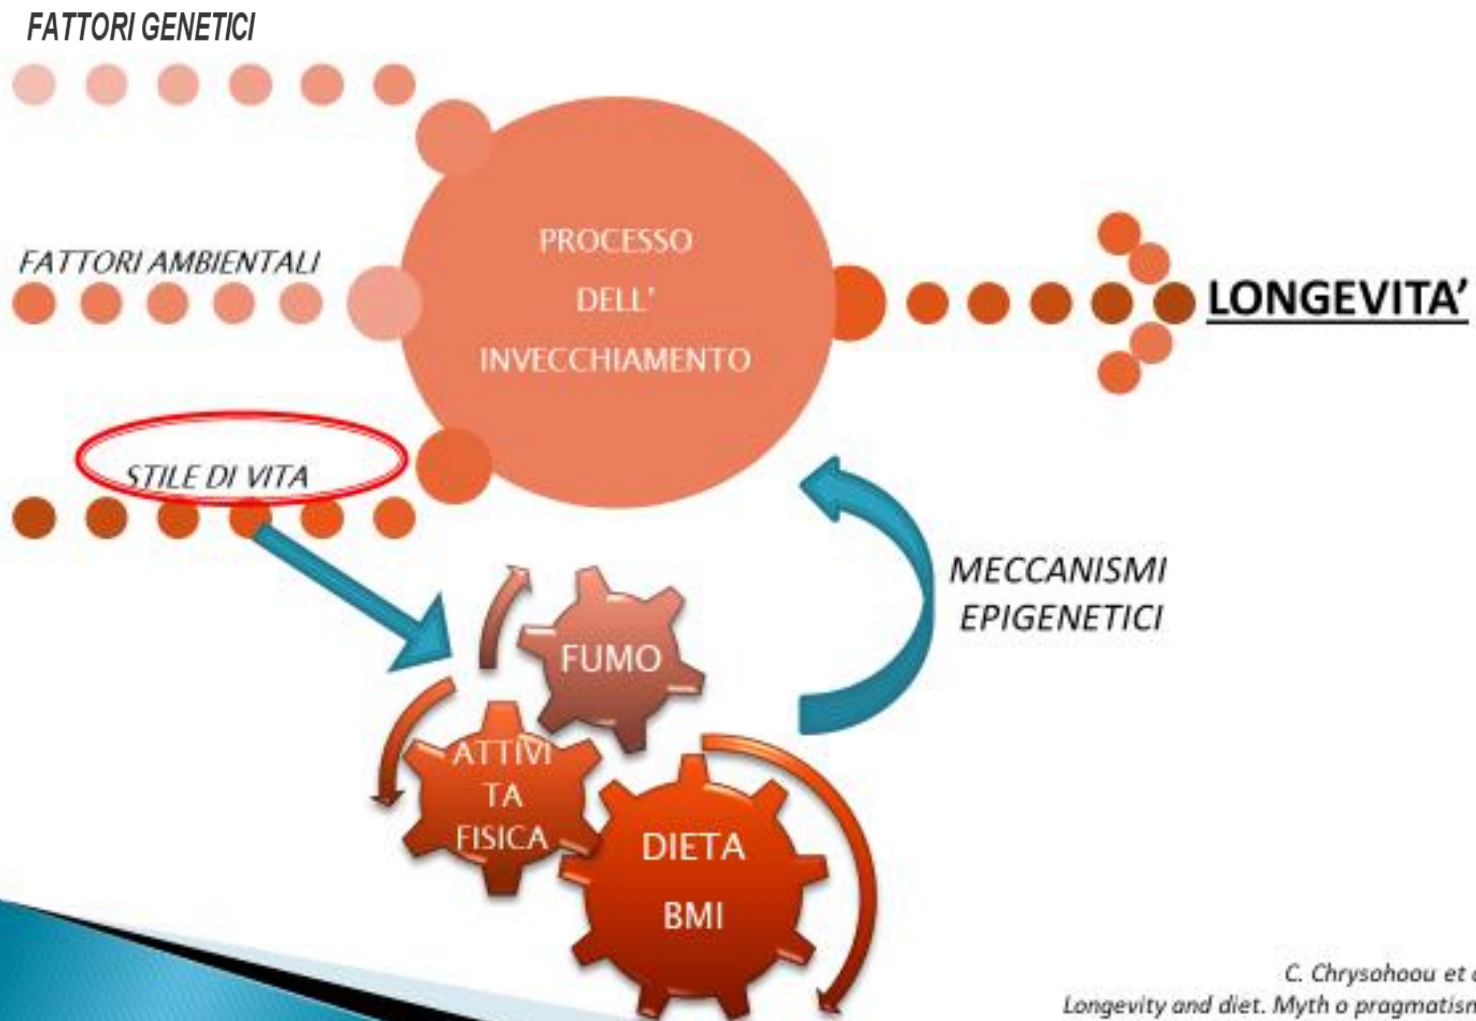 FATTORI GENETICI
FATTORI AMBIENTALI
STILE DI VITA
PROCESSO
DELL'
INVECCHIAMENTO
LONGEVITA'
MECCANISMI
EPIGENETICI
FUMO
ATTIVI
TA
FISICA
DIETA
BMI
C. Chrysohoou et
Longevity and diet. Myth o